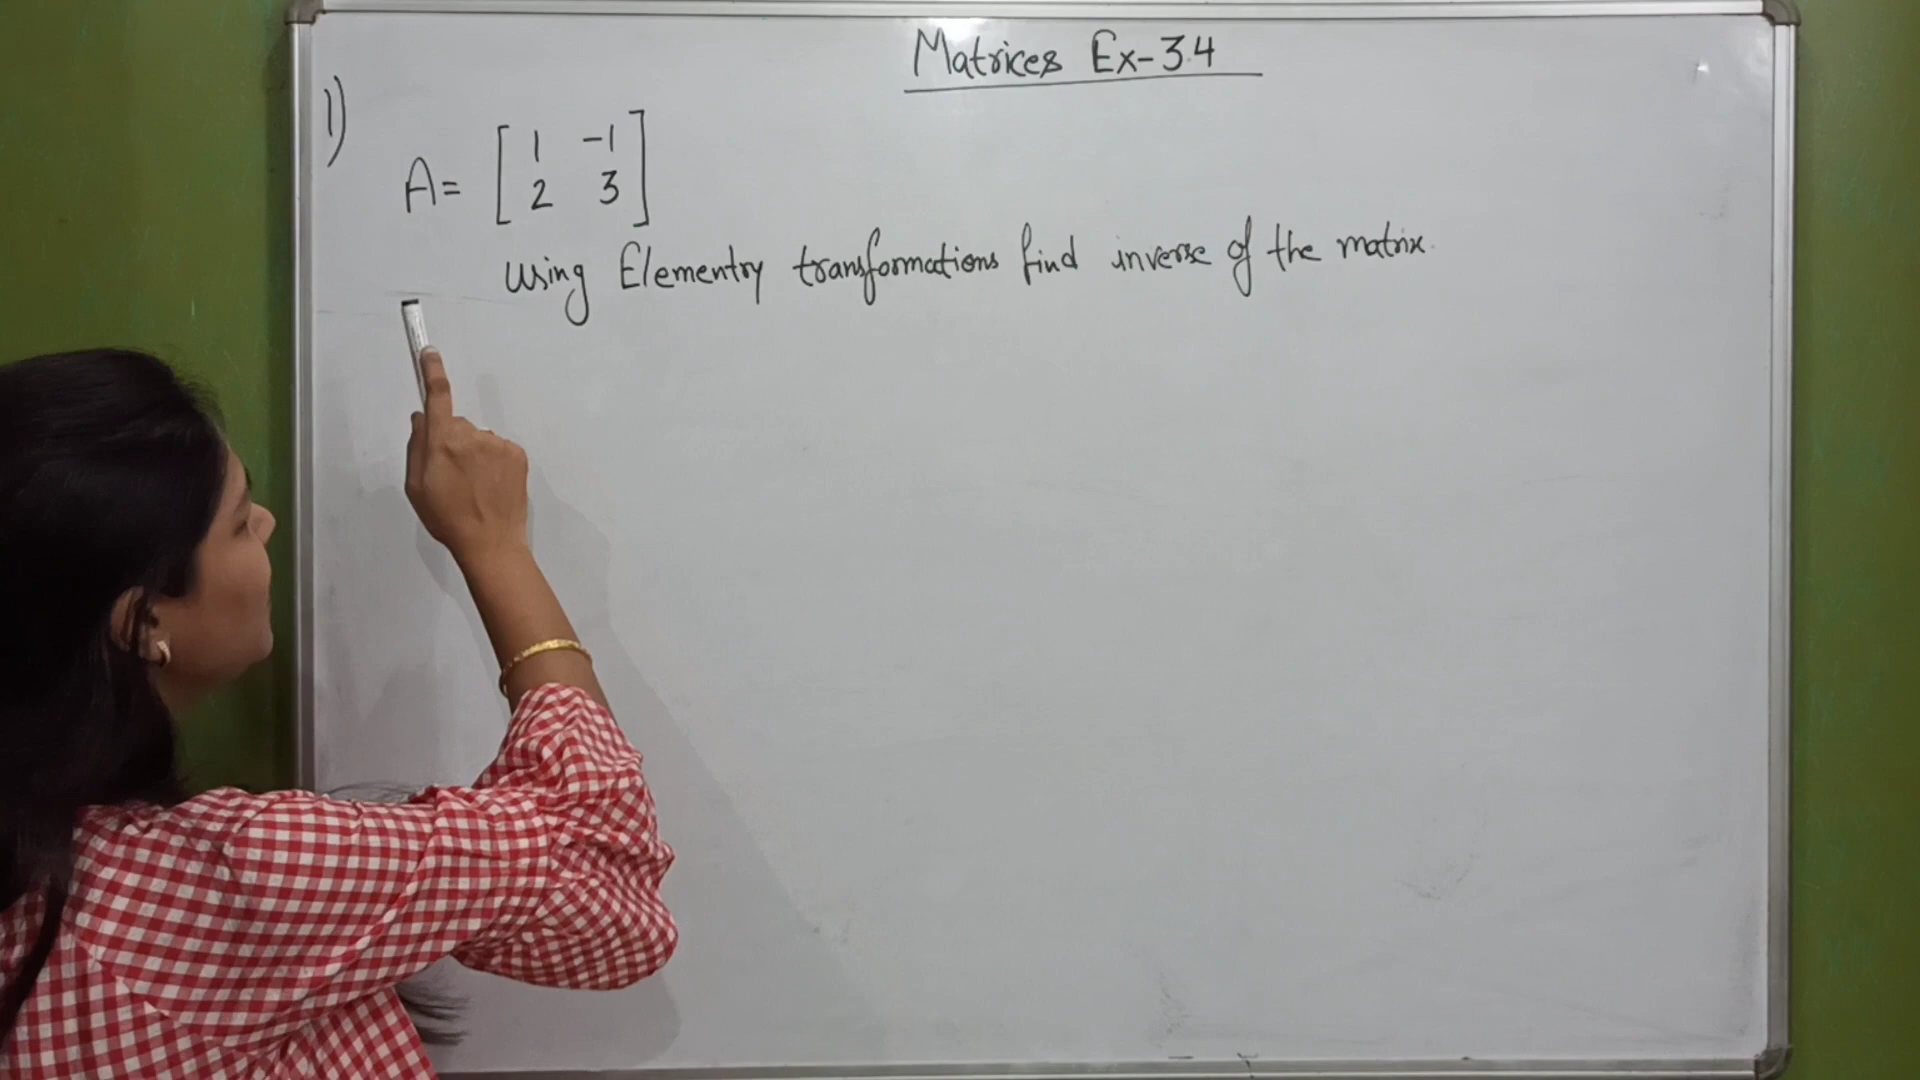 Matrices Ex-3.4
1)
A = [ 1 -1
2 3 ]
using Elementry transformations find inverse of the matrix.